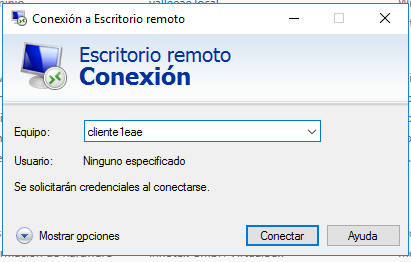 Conexión a Escritorio remoto
Escritorio remoto
Conexión
Equipo:
cliente1eae
Usuario: Ninguno especificado
Se solicitarán credenciales al conectarse.
Mostrar opciones
Conectar
Ayuda